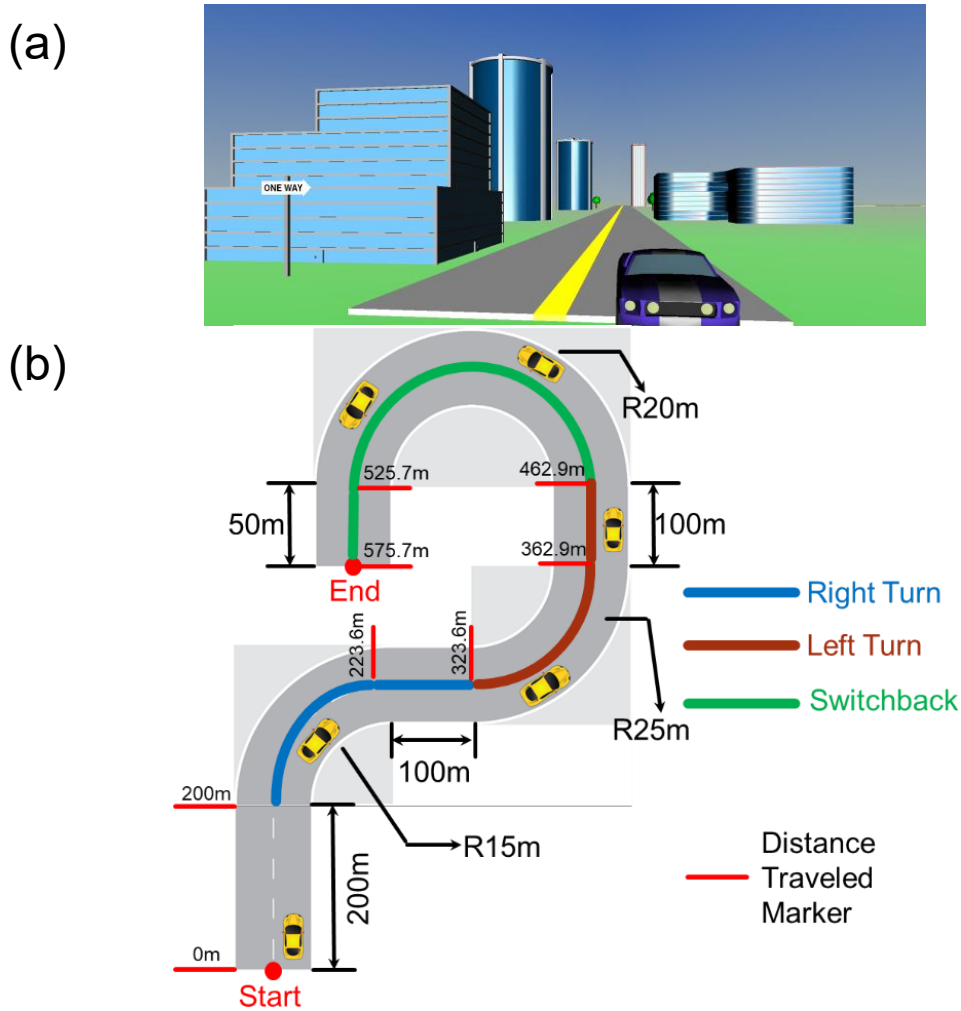 (a)
ONE WAY
(b)
R20m
525.7m
462.9m
50m
100m
575.7m
362.9m
End
Right Turn
223.6m
323.6m
Left Turn
Switchback
R25m
100m
200m
R15m
200m
Distance
Traveled
Marker
0m
Start